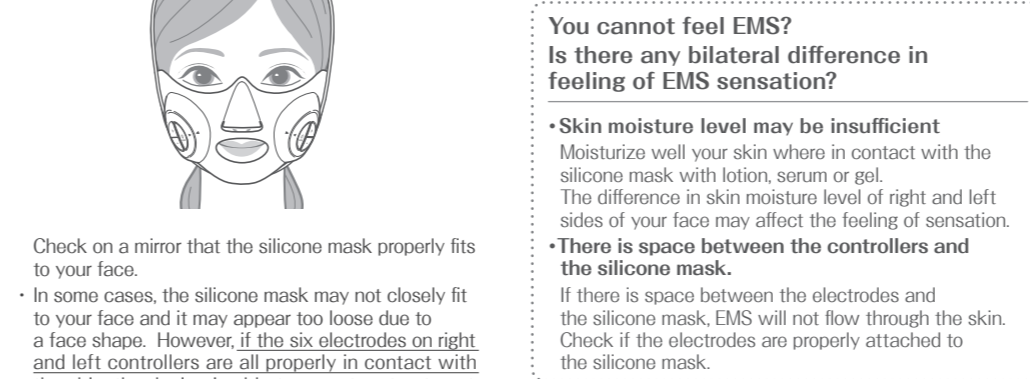 Check on a mirror that the silicone mask properly fits
to your face.
・ In some cases, the silicone mask may not closely fit
to your face and it may appear too loose due to
a face shape. However, if the six electrodes on right
and left controllers are all properly in contact with
You cannot feel EMS?
Is there any bilateral difference in
feeling of EMS sensation?
・Skin moisture level may be insufficient
Moisturize well your skin where in contact with the
silicone mask with lotion, serum or gel.
The difference in skin moisture level of right and left
sides of your face may affect the feeling of sensation.
・There is space between the controllers and
the silicone mask.
If there is space between the electrodes and
the silicone mask, EMS will not flow through the skin.
Check if the electrodes are properly attached to
the silicone mask.